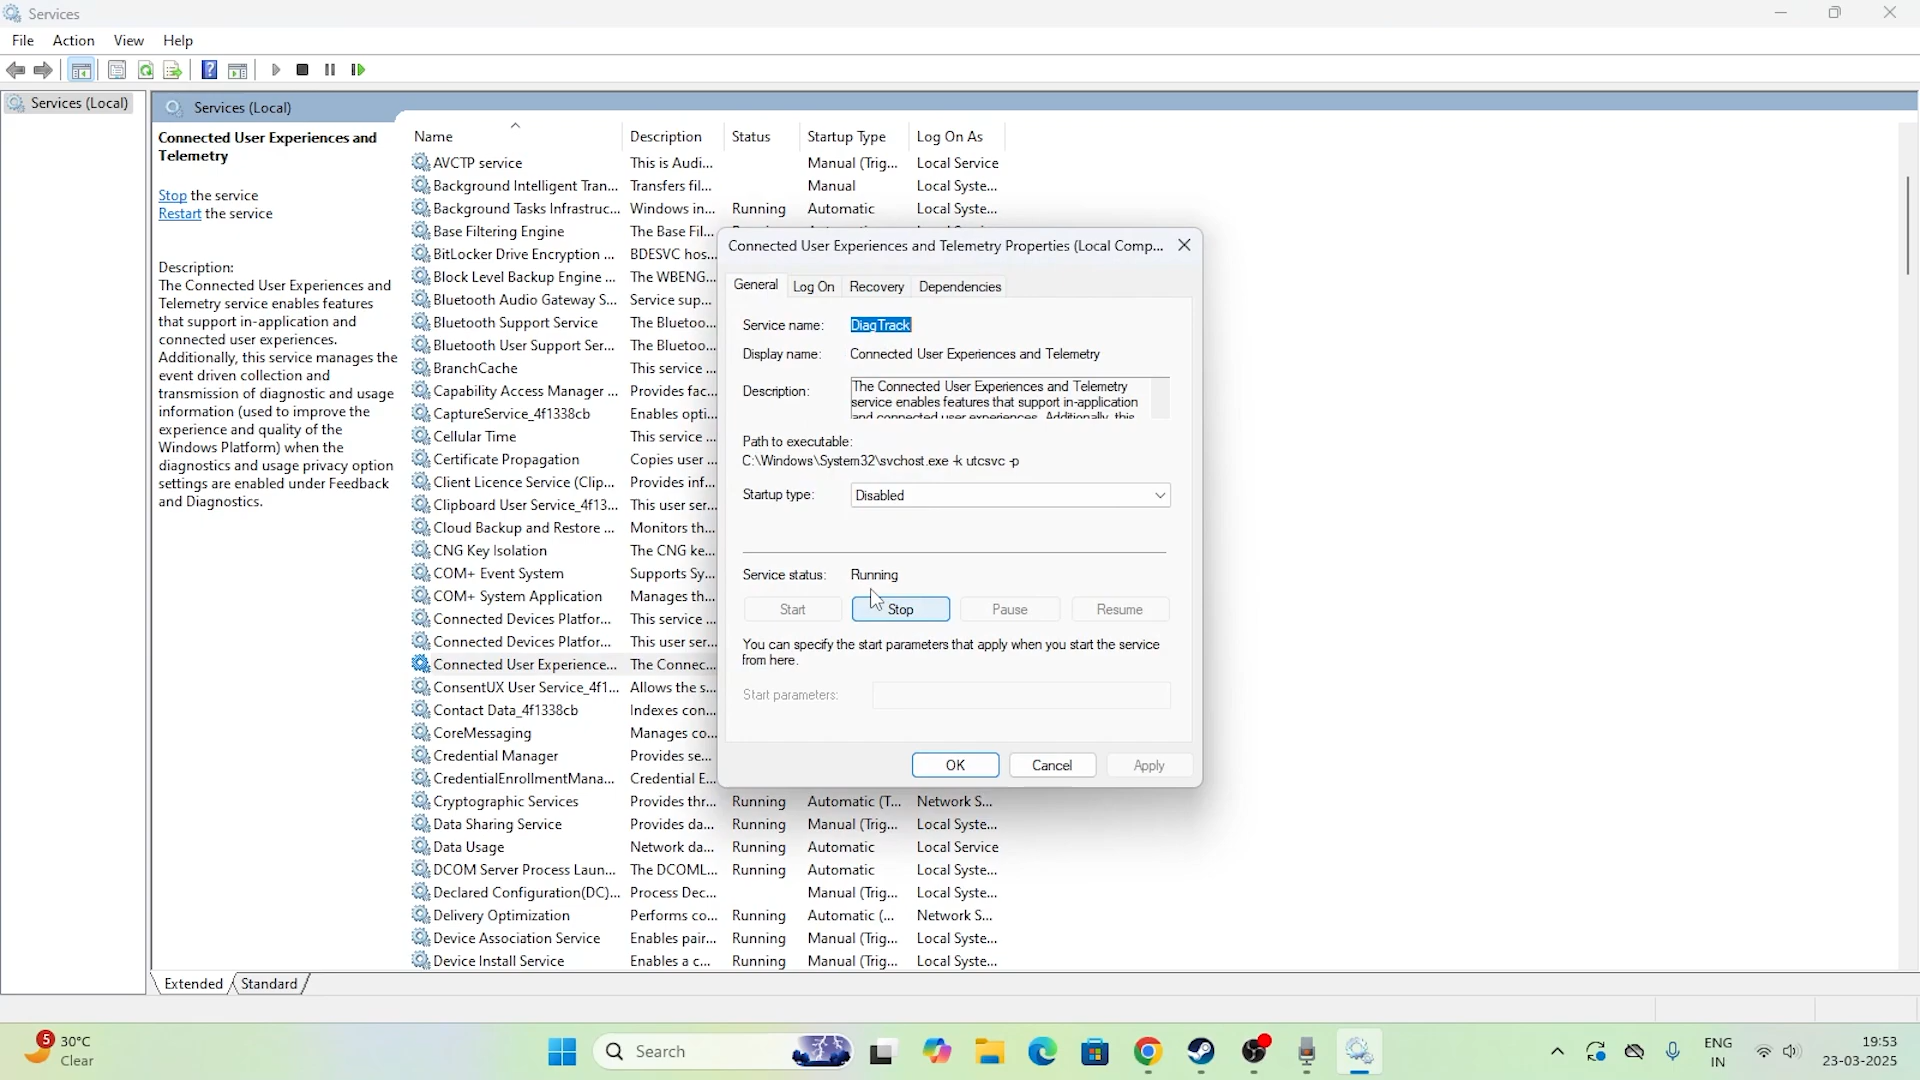 Services
File Action View Help
Services (Local)
Services (Local)
Connected User Experiences and
Telemetry
Stop the service
Restart the service
Description:
The Connected User Experiences and
Telemetry service enables features
that support in-application and
connected user experiences.
Additionally, this service manages the
event driven collection and
transmission of diagnostic and usage
information (used to improve the
experience and quality of the
Windows Platform) when the
diagnostics and usage privacy option
settings are enabled under Feedback
and Diagnostics.
Name Description Status Startup Type Log On As
AVCTP service This is Audi... Manual (Trig... Local Service
Background Intelligent Tran... Transfers fil... Manual Local Syste...
Background Tasks Infrastruc... Windows in... Running Automatic Local Syste...
Base Filtering Engine The Base Fil...
BitLocker Drive Encryption ... BDESVC hos...
Block Level Backup Engine ... The WBENG...
Bluetooth Audio Gateway S... Service sup...
Bluetooth Support Service The Bluetoo...
Bluetooth User Support Ser... The Bluetoo...
BranchCache This service ...
Capability Access Manager ... Provides fac...
CaptureService_4f1338cb Enables opti...
Cellular Time This service ...
Certificate Propagation Copies user ...
Client Licence Service (Clip... Provides inf...
Clipboard User Service_4f13... This user ser...
Cloud Backup and Restore ... Monitors th...
CNG Key Isolation The CNG ke...
COM+ Event System Supports Sy...
COM+ System Application Manages th...
Connected Devices Platfor... This service ...
Connected Devices Platfor... This user ser...
Connected User Experience... The Connec...
ConsentUX User Service_4f1... Allows the s...
Contact Data_4f1338cb Indexes con...
CoreMessaging Manages co...
Credential Manager Provides se...
CredentialEnrollmentMana... Credential E...
Cryptographic Services Provides thr... Running Automatic (T... Network S...
Data Sharing Service Provides da... Running Manual (Trig... Local Syste...
Data Usage Network da... Running Automatic Local Service
DCOM Server Process Laun... The DCOML... Running Automatic Local Syste...
Declared Configuration(DC)... Process Dec... Manual (Trig... Local Syste...
Delivery Optimization Performs co... Running Automatic (... Network S...
Device Association Service Enables pair... Running Manual (Trig... Local Syste...
Device Install Service Enables a c... Running Manual (Trig... Local Syste...
Connected User Experiences and Telemetry Properties (Local Comp...
General Log On Recovery Dependencies
Service name: DiagTrack
Display name: Connected User Experiences and Telemetry
Description: The Connected User Experiences and Telemetry
service enables features that support in-application
and connected user experiences. Additionally, this
Path to executable:
C:\Windows\System32\svchost.exe -k utcsvc -p
Startup type: Disabled
Service status: Running
Start Stop Pause Resume
You can specify the start parameters that apply when you start the service
from here.
Start parameters:
OK Cancel Apply
Extended Standard
5 30°C
Clear
Search
ENG
IN
19:53
23-03-2025